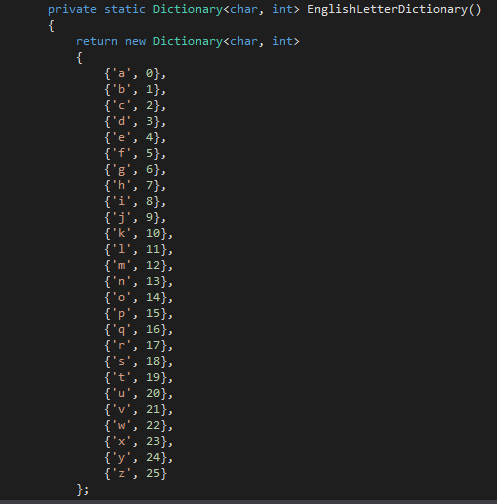 private static Dictionary<char, int> EnglishLetterDictionary()
{
return new Dictionary<char, int>
{
{'a', 0},
{'b', 1},
{'c', 2},
{'d', 3},
{'e', 4},
{'f', 5},
{'g', 6},
{'h', 7},
{'i', 8},
{'j', 9},
{'k', 10},
{'l', 11},
{'m', 12},
{'n', 13},
{'o', 14},
{'p', 15},
{'q', 16},
{'r', 17},
{'s', 18},
{'t', 19},
{'u', 20},
{'v', 21},
{'w', 22},
{'x', 23},
{'y', 24},
{'z', 25}
};